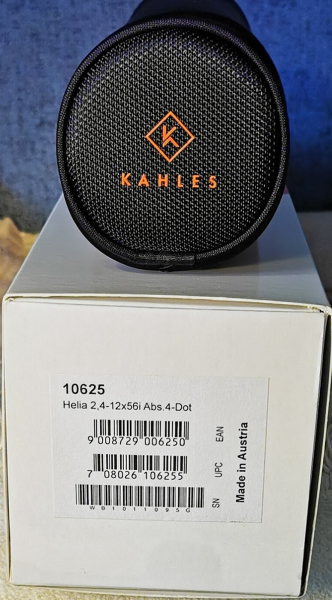 KAHLES
10625
Helia 2,4-12x56i Abs.4-Dot
9 008729 006250
EAN
7 08026 106255
UPC
WD1011095G
SN
Made in Austria